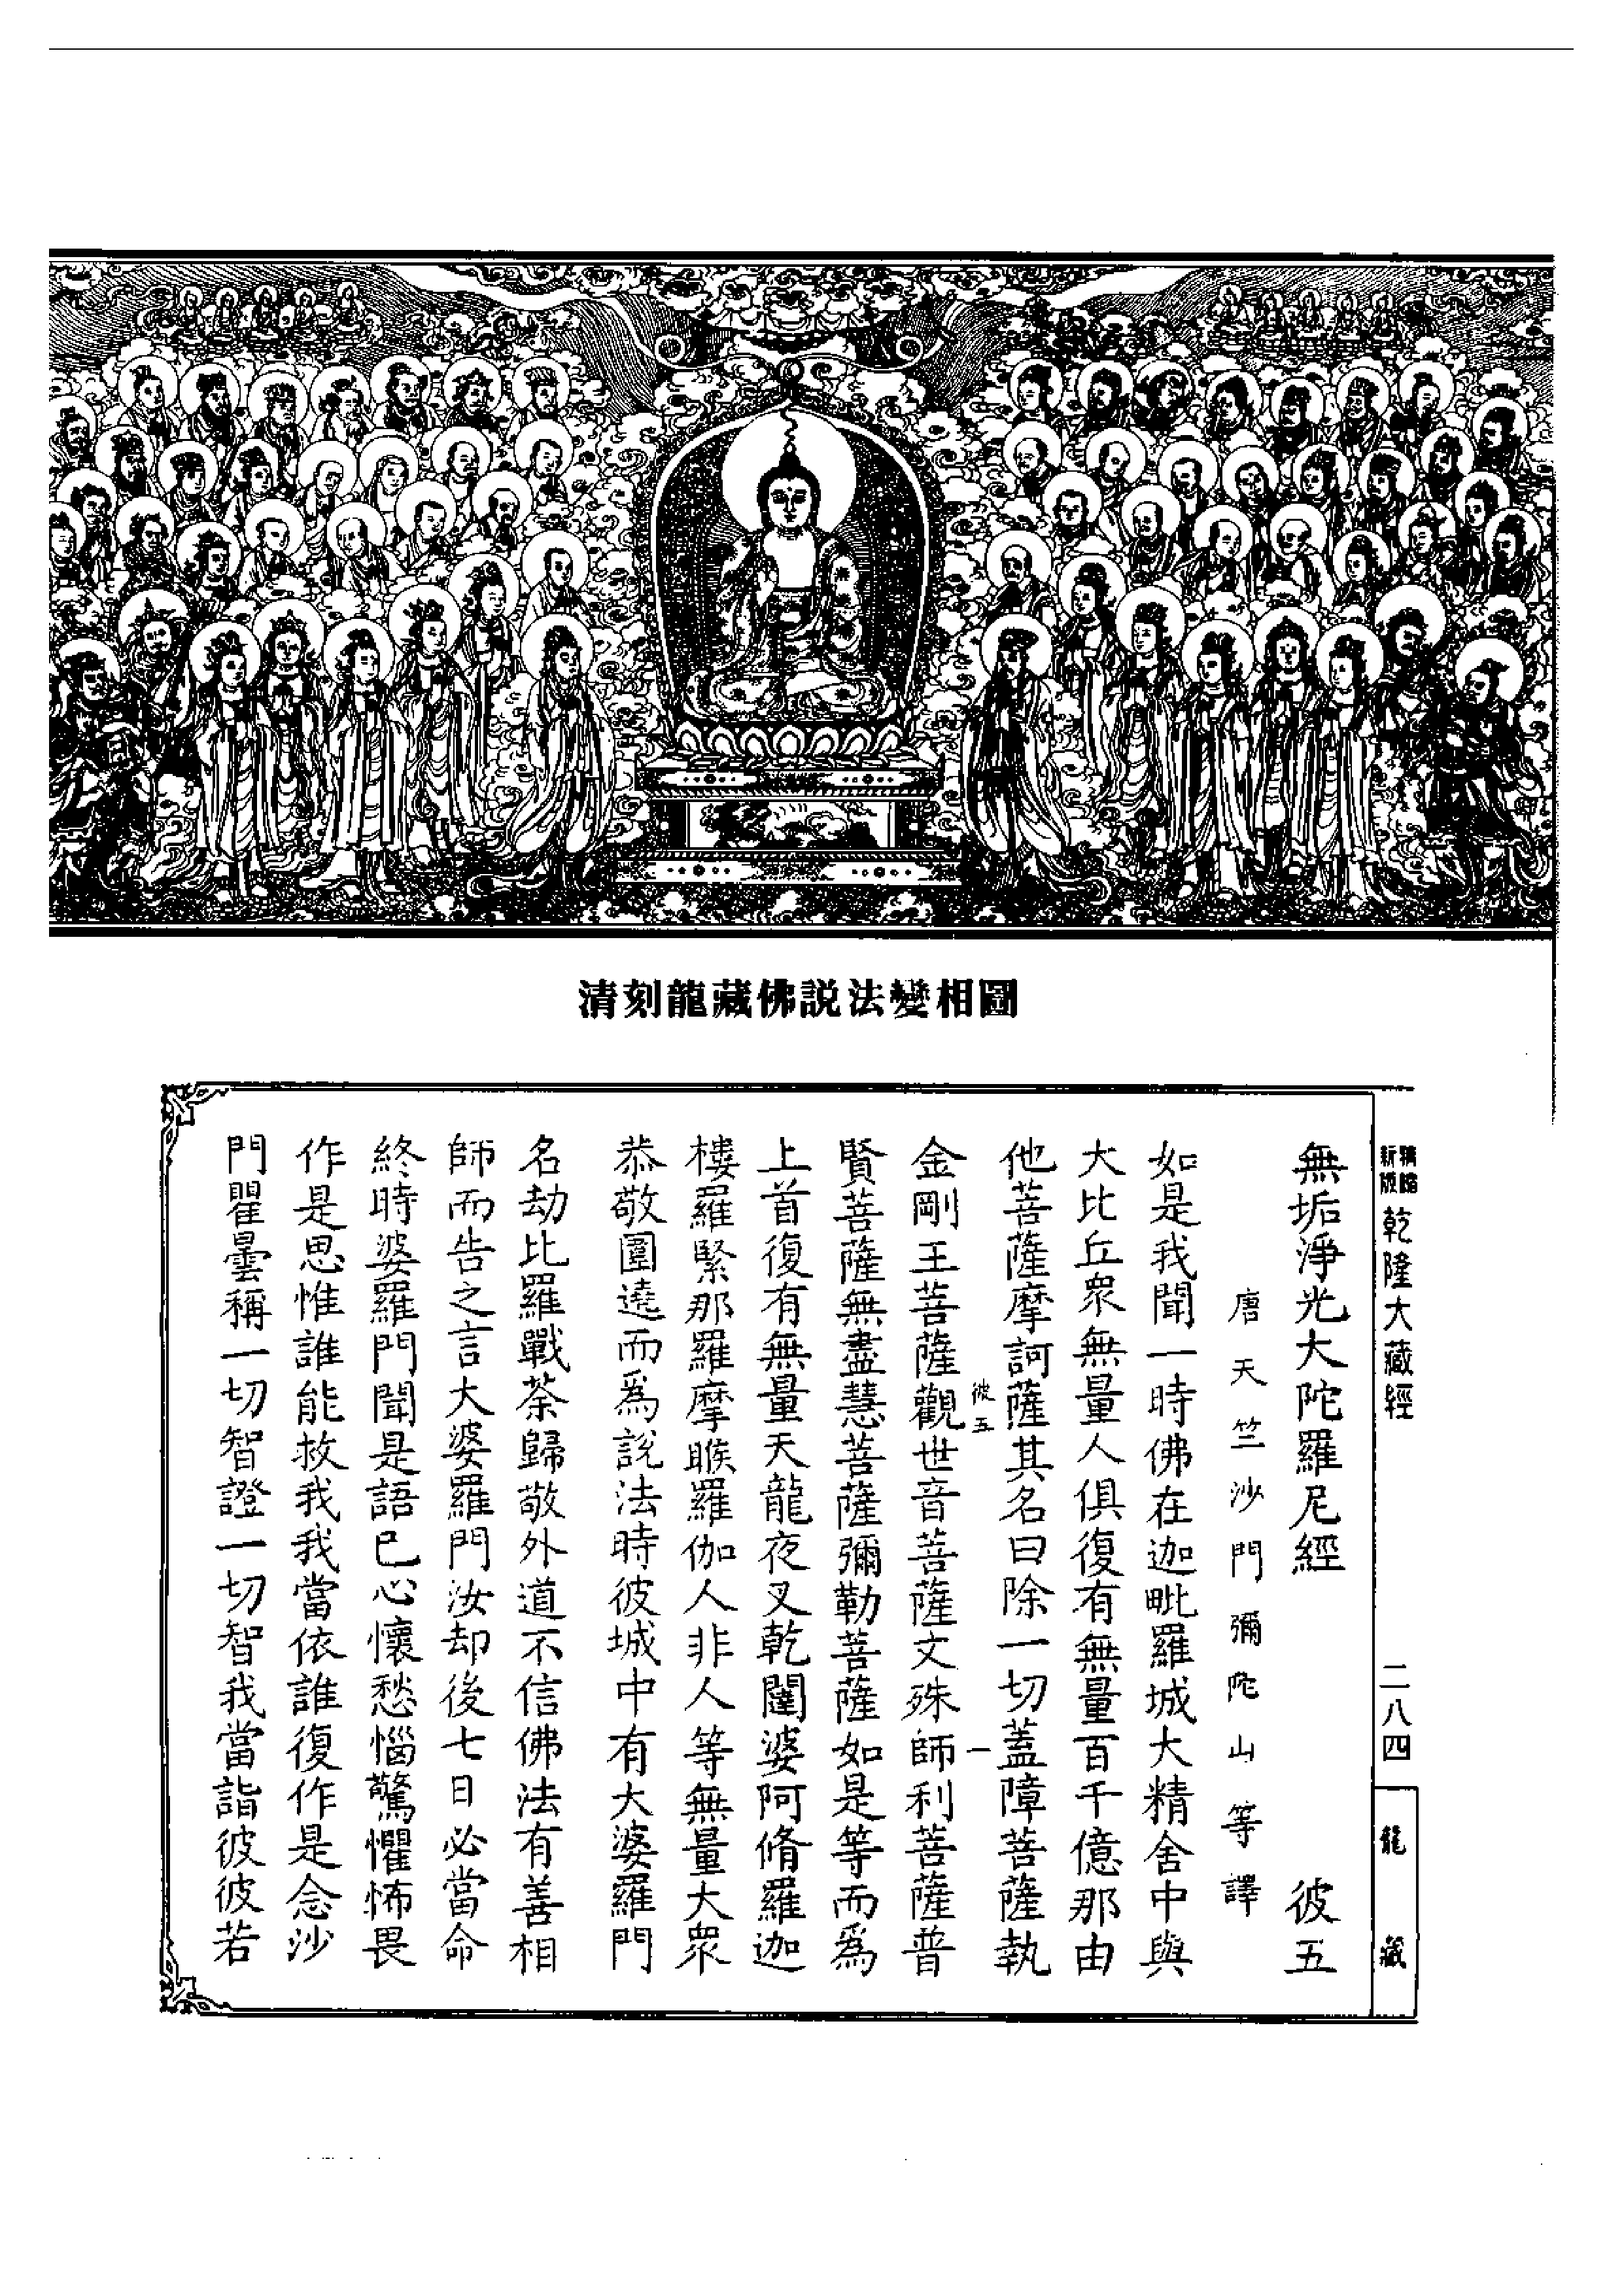 清刻龍藏佛説法變相圖
新版
乾隆大藏經
二八四
龍藏
無垢淨光大陀羅尼經 彼五
唐天竺沙門彌陀山等譯
如是我聞一時佛在迦毗羅城大精舍中與
大比丘衆無量人俱復有無量百千億那由
他菩薩摩訶薩其名曰除一切蓋障菩薩執
彼五 一
金剛王菩薩觀世音菩薩文殊師利菩薩普
賢菩薩無盡慧菩薩彌勒菩薩如是等而爲
上首復有無量天龍夜叉乾闥婆阿脩羅迦
樓羅緊那羅摩睺羅伽人非人等無量大衆
恭敬圍遶而爲說法時彼城中有大婆羅門
名劫比羅戰荼歸敬外道不信佛法有善相
師而告之言大婆羅門汝却後七日必當命
終時婆羅門聞是語已心懷愁惱驚懼怖畏
作是思惟誰能救我我當依誰復作是念沙
門瞿曇稱一切智證一切智我當詣彼彼若